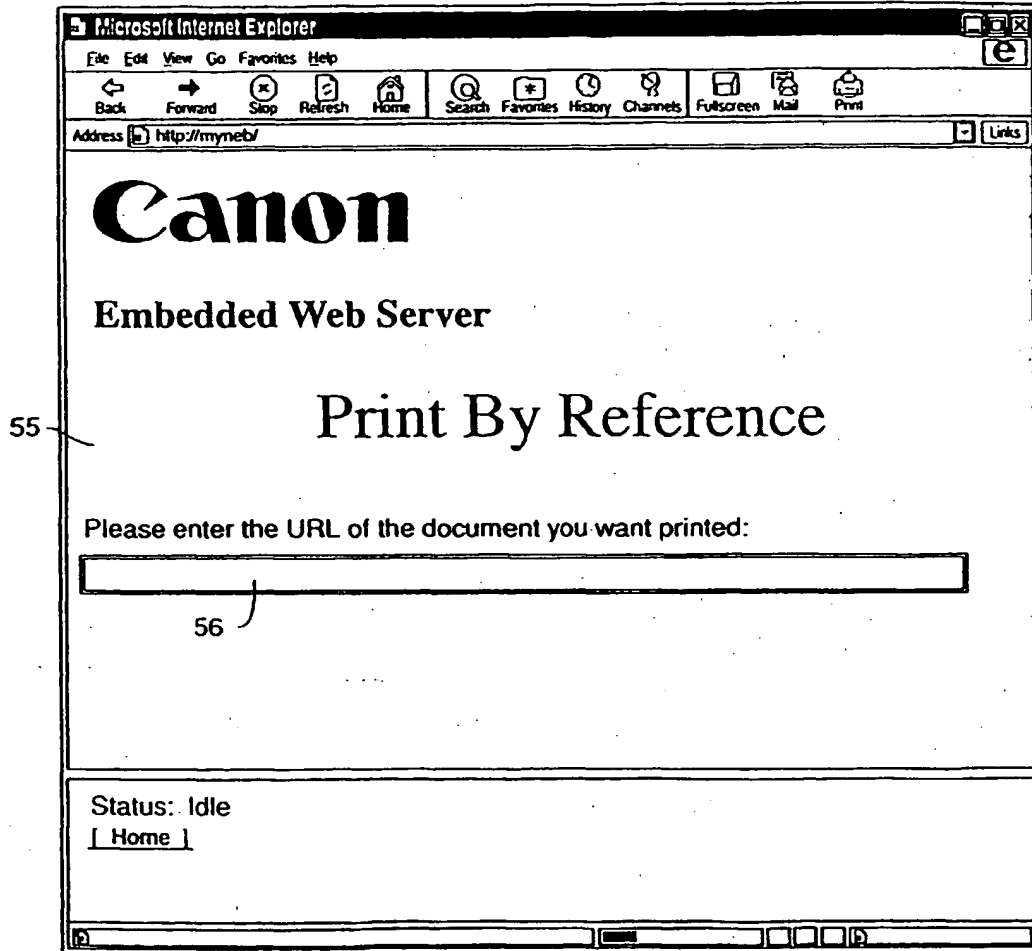 Microsoft Internet Explorer
File Edit View Go Favorites Help
e
Back Forward Stop Refresh Home Search Favorites History Channels Fullscreen Mail Print
Address http://myneb/ Links
Canon
Embedded Web Server
Print By Reference
55
Please enter the URL of the document you want printed:
56
Status: Idle
[ Home ]